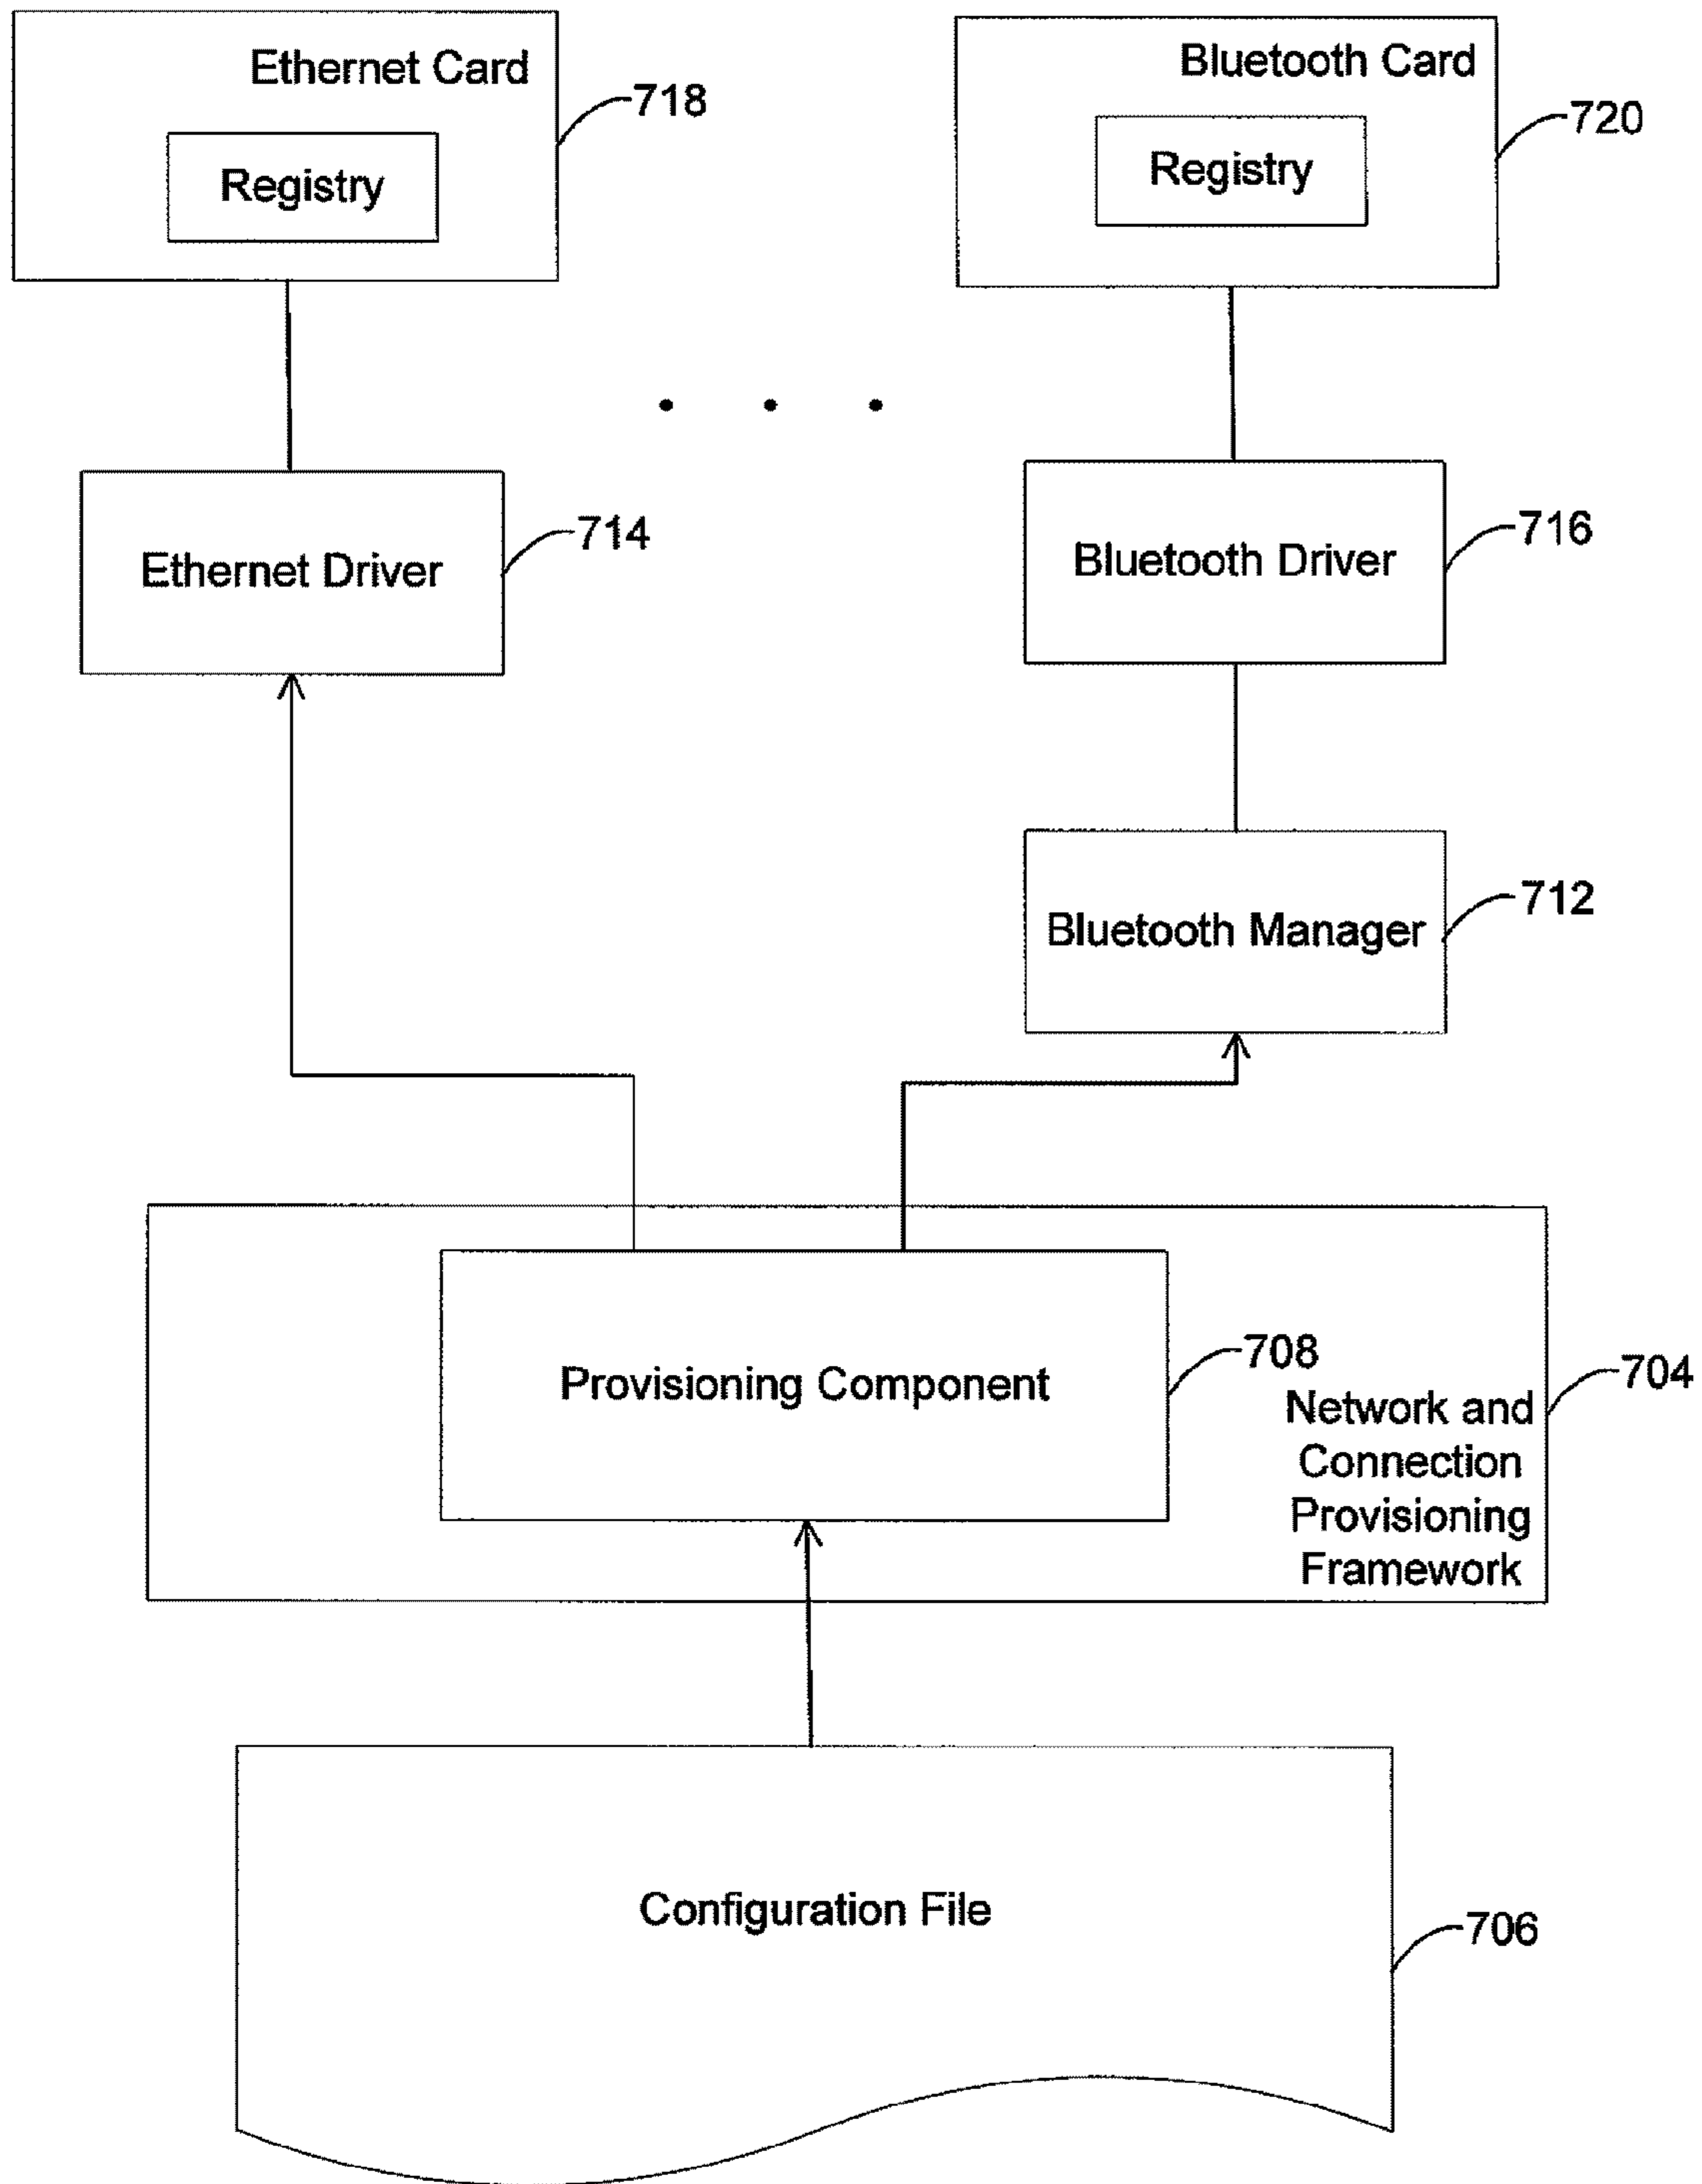 Ethernet Card
718
Registry
Bluetooth Card
720
Registry
Ethernet Driver
714
Bluetooth Driver
716
Bluetooth Manager
712
Provisioning Component
708
704
Network and
Connection
Provisioning
Framework
Configuration File
706